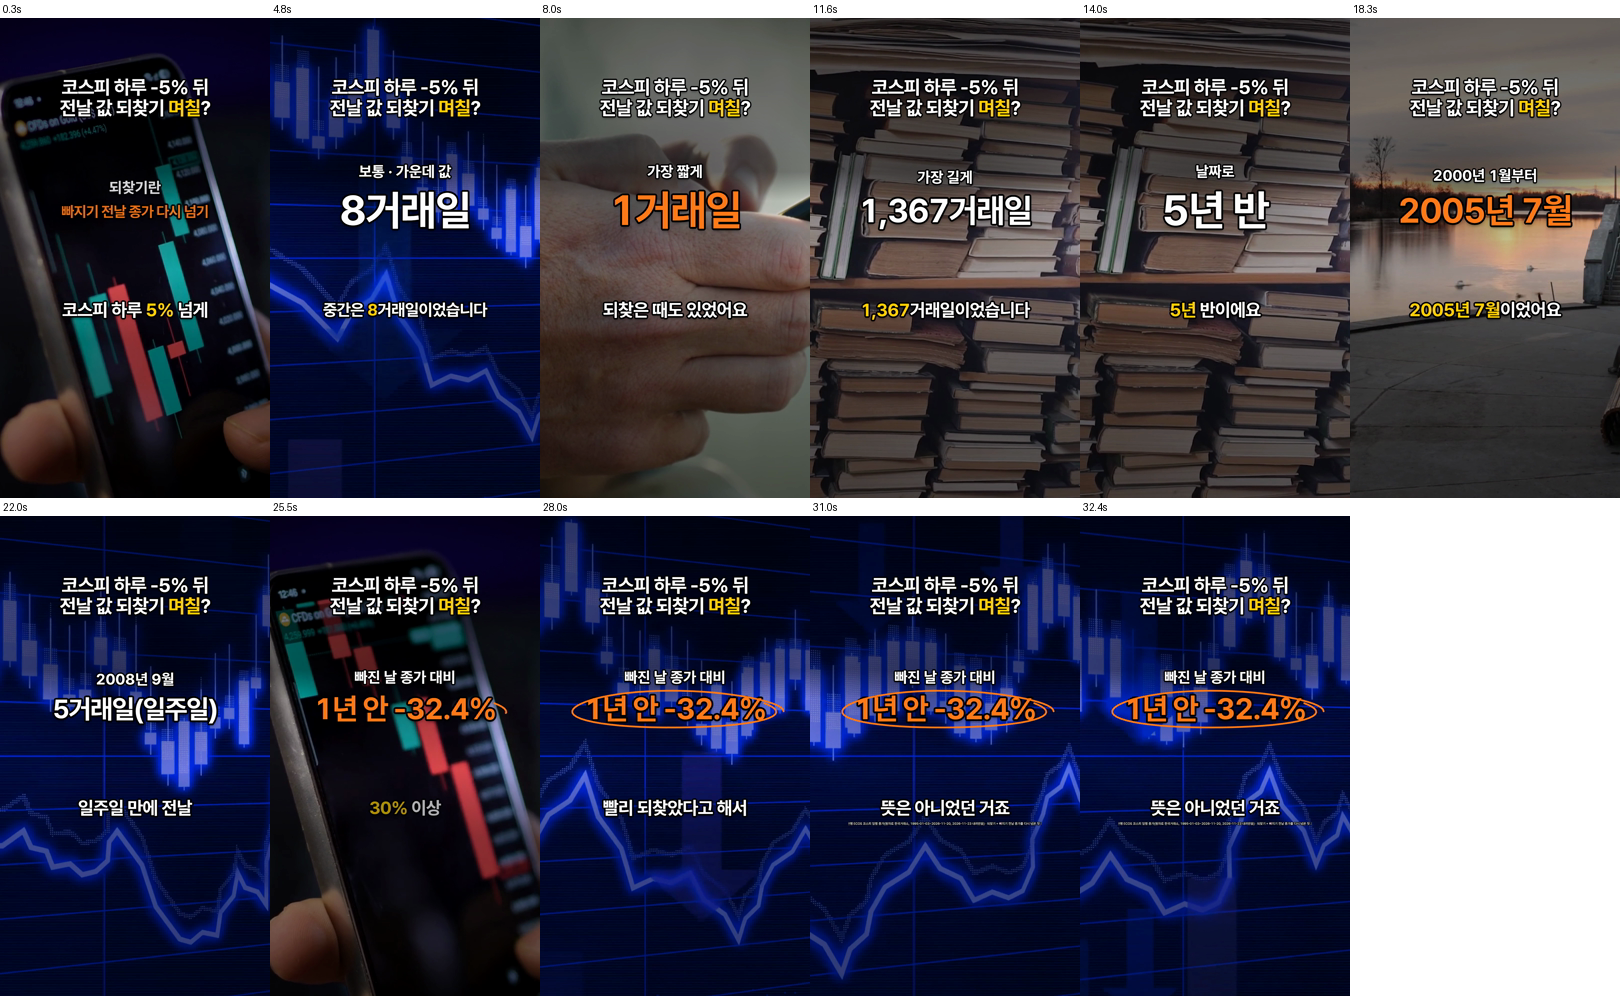 0.3s
코스피 하루 -5% 뒤
전날 값 되찾기 며칠?
되찾기란
빠지기 전날 종가 다시 넘기
코스피 하루 5% 넘게
4.8s
코스피 하루 -5% 뒤
전날 값 되찾기 며칠?
보통 · 가운데 값
8거래일
중간은 8거래일이었습니다
8.0s
코스피 하루 -5% 뒤
전날 값 되찾기 며칠?
가장 짧게
1거래일
되찾은 때도 있었어요
11.6s
코스피 하루 -5% 뒤
전날 값 되찾기 며칠?
가장 길게
1,367거래일
1,367거래일이었습니다
14.0s
코스피 하루 -5% 뒤
전날 값 되찾기 며칠?
날짜로
5년 반
5년 반이에요
18.3s
코스피 하루 -5% 뒤
전날 값 되찾기 며칠?
2000년 1월부터
2005년 7월
2005년 7월이었어요
22.0s
코스피 하루 -5% 뒤
전날 값 되찾기 며칠?
2008년 9월
5거래일(일주일)
일주일 만에 전날
25.5s
코스피 하루 -5% 뒤
전날 값 되찾기 며칠?
빠진 날 종가 대비
1년 안 -32.4%
30% 이상
28.0s
코스피 하루 -5% 뒤
전날 값 되찾기 며칠?
빠진 날 종가 대비
1년 안 -32.4%
빨리 되찾았다고 해서
31.0s
코스피 하루 -5% 뒤
전날 값 되찾기 며칠?
빠진 날 종가 대비
1년 안 -32.4%
뜻은 아니었던 거죠
32.4s
코스피 하루 -5% 뒤
전날 값 되찾기 며칠?
빠진 날 종가 대비
1년 안 -32.4%
뜻은 아니었던 거죠